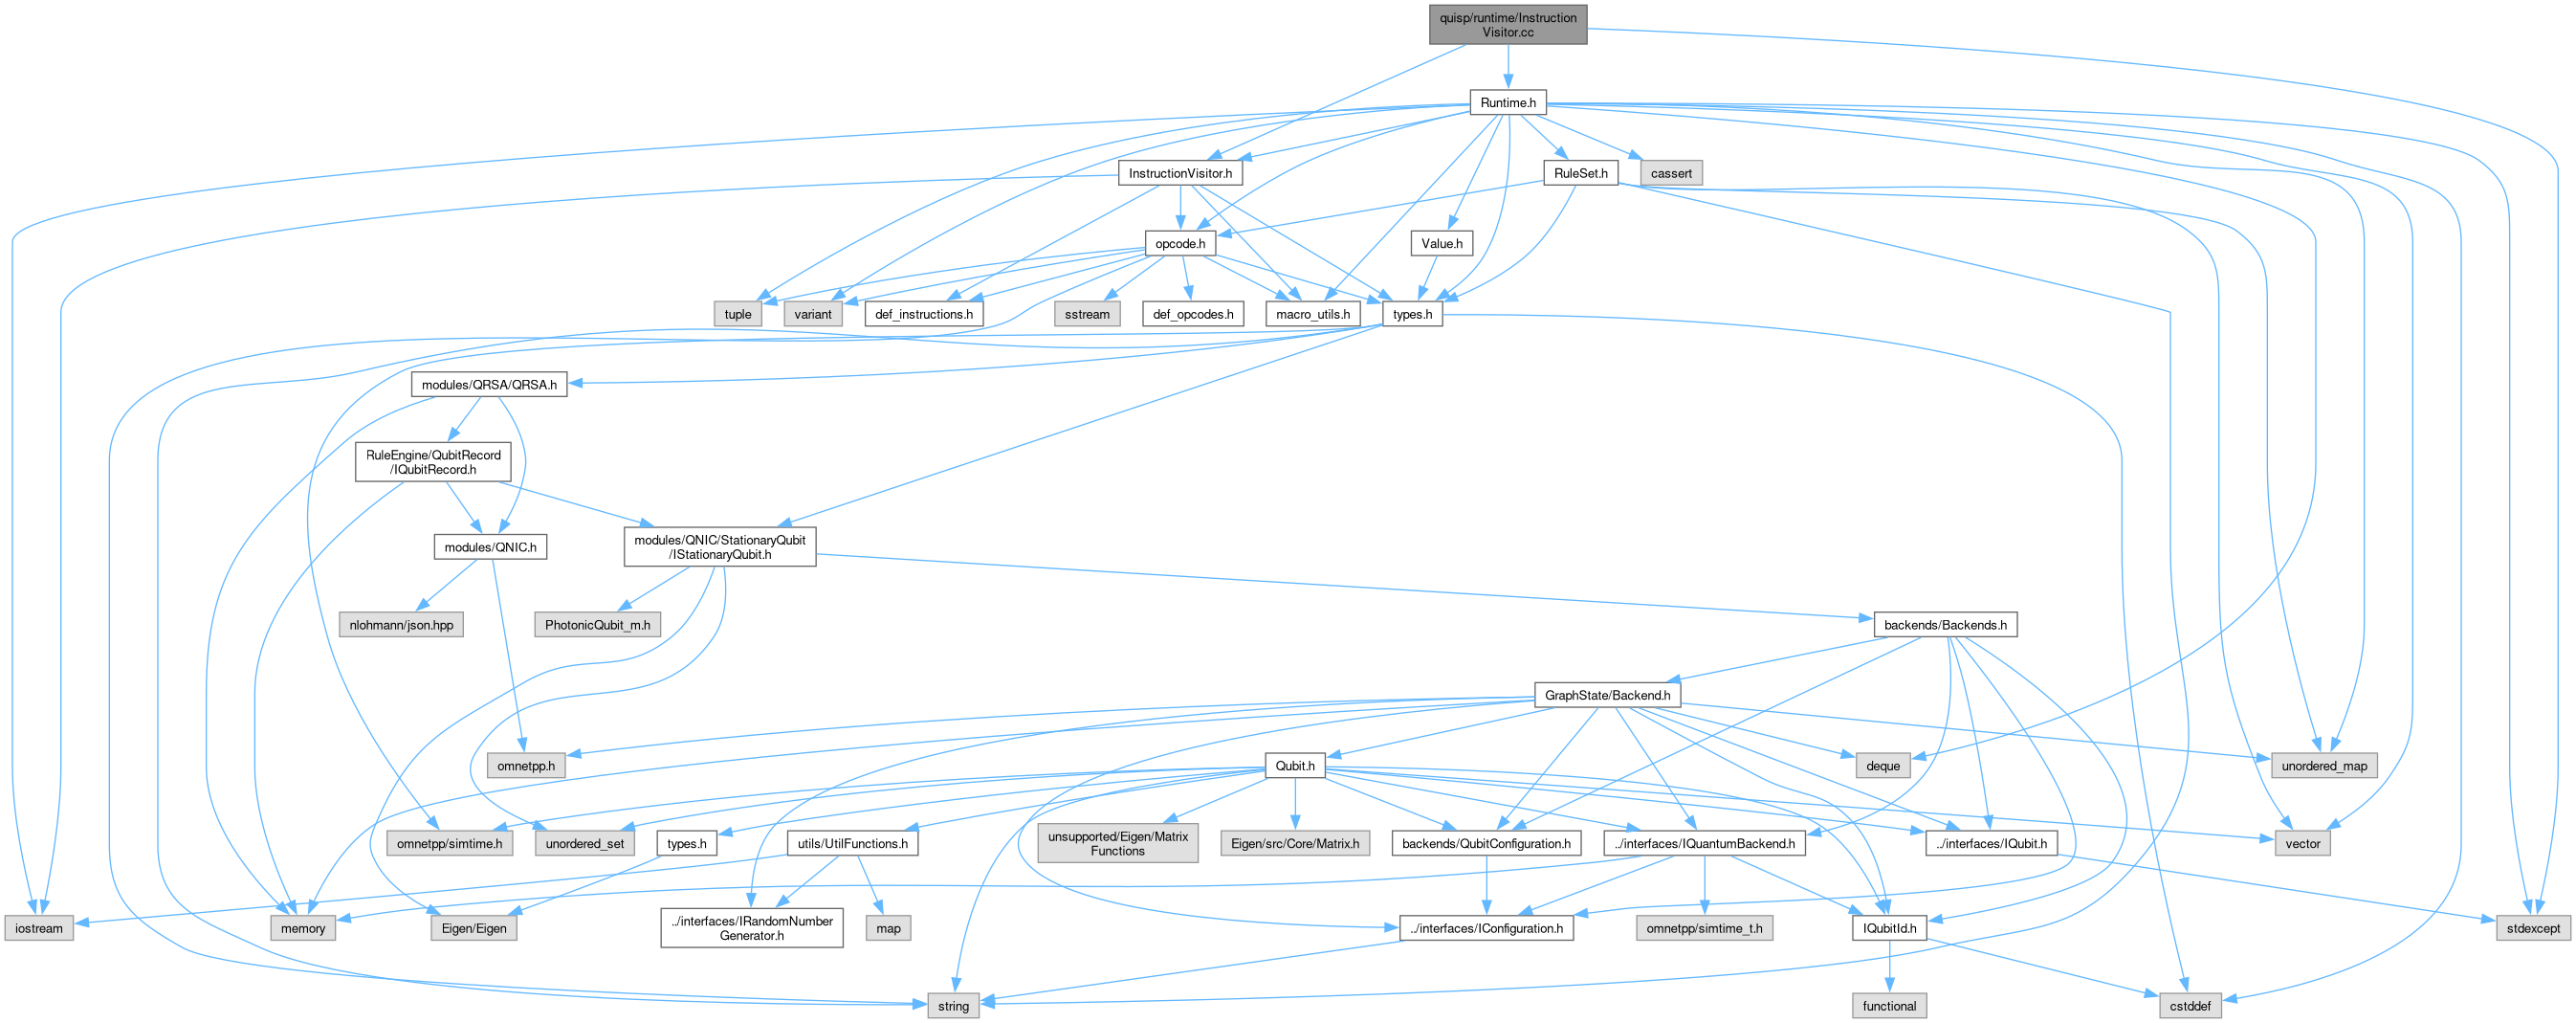 quisp/runtime/Instruction
Visitor.cc
Runtime.h
InstructionVisitor.h
RuleSet.h
cassert
opcode.h
Value.h
tuple
variant
def_instructions.h
sstream
def_opcodes.h
macro_utils.h
types.h
modules/QRSA/QRSA.h
RuleEngine/QubitRecord
/IQubitRecord.h
modules/QNIC.h
modules/QNIC/StationaryQubit
/IStationaryQubit.h
nlohmann/json.hpp
PhotonicQubit_m.h
backends/Backends.h
GraphState/Backend.h
omnetpp.h
Qubit.h
deque
unordered_map
omnetpp/simtime.h
unordered_set
types.h
utils/UtilFunctions.h
unsupported/Eigen/Matrix
Functions
Eigen/src/Core/Matrix.h
backends/QubitConfiguration.h
../interfaces/IQuantumBackend.h
../interfaces/IQubit.h
vector
iostream
memory
Eigen/Eigen
../interfaces/IRandomNumber
Generator.h
map
../interfaces/IConfiguration.h
omnetpp/simtime_t.h
IQubitId.h
stdexcept
string
functional
cstddef